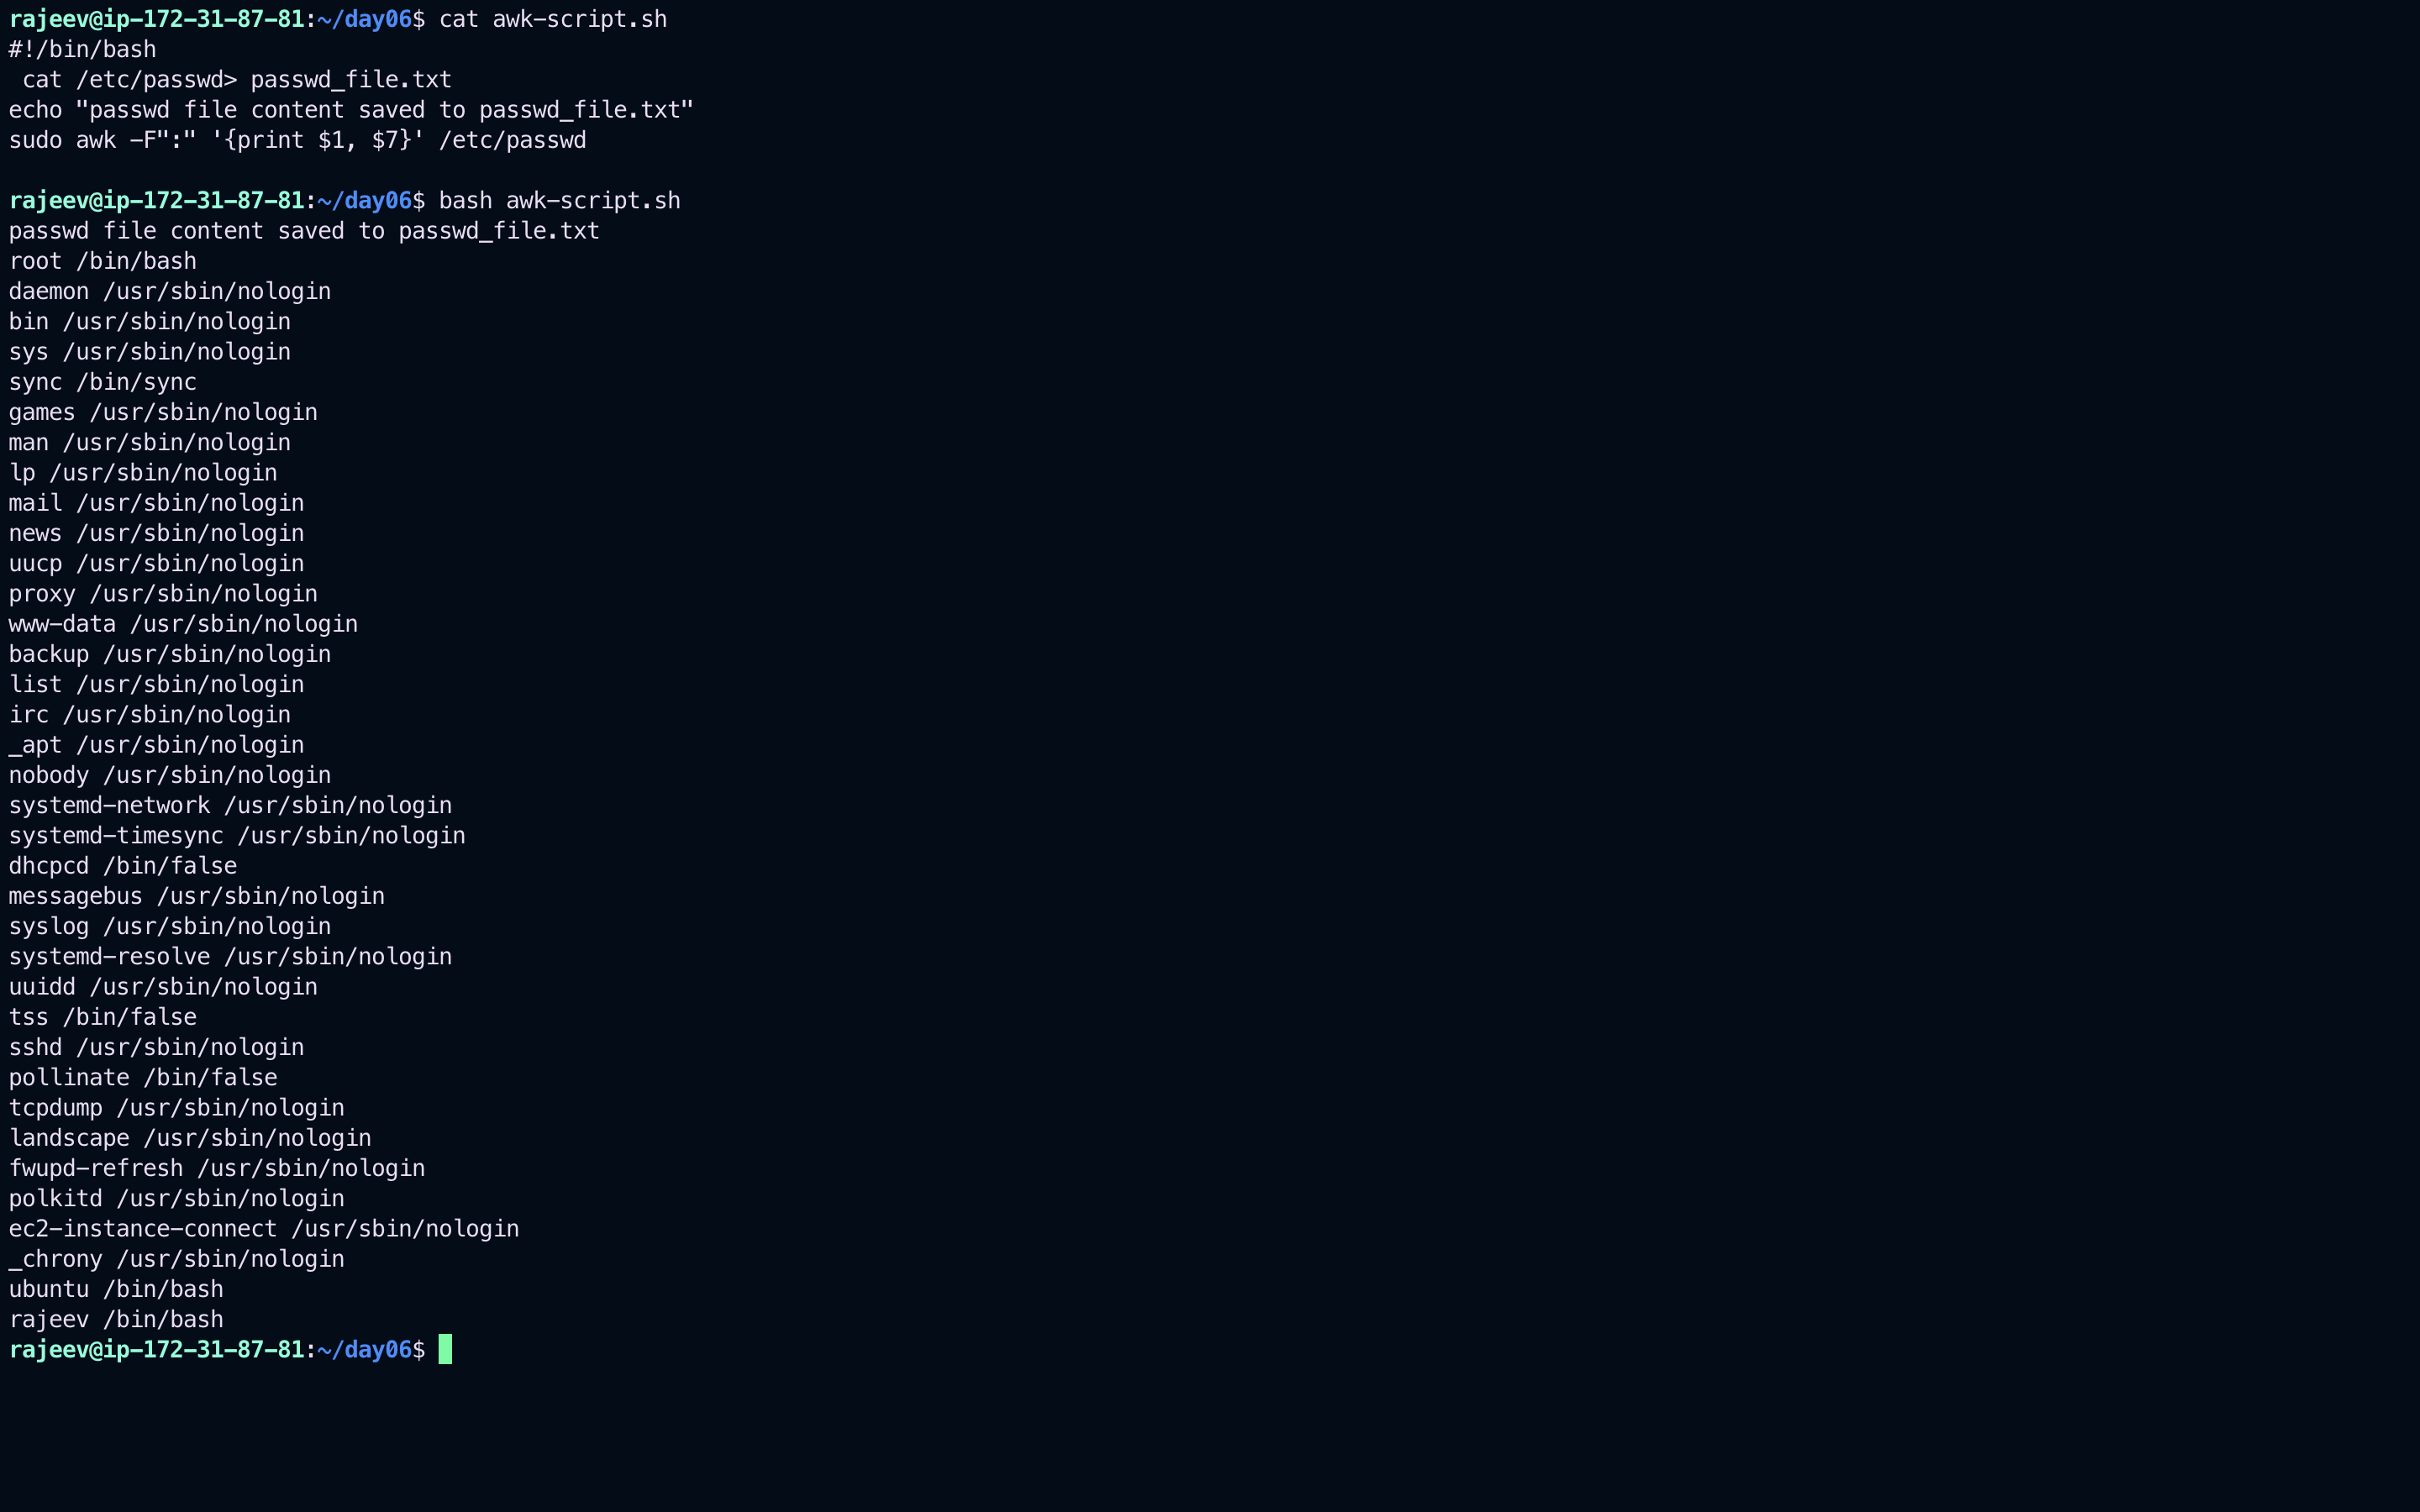 rajeev@ip-172-31-87-81:~/day06$ cat awk-script.sh
#!/bin/bash
 cat /etc/passwd> passwd_file.txt
echo "passwd file content saved to passwd_file.txt"
sudo awk -F":" '{print $1, $7}' /etc/passwd

rajeev@ip-172-31-87-81:~/day06$ bash awk-script.sh
passwd file content saved to passwd_file.txt
root /bin/bash
daemon /usr/sbin/nologin
bin /usr/sbin/nologin
sys /usr/sbin/nologin
sync /bin/sync
games /usr/sbin/nologin
man /usr/sbin/nologin
lp /usr/sbin/nologin
mail /usr/sbin/nologin
news /usr/sbin/nologin
uucp /usr/sbin/nologin
proxy /usr/sbin/nologin
www-data /usr/sbin/nologin
backup /usr/sbin/nologin
list /usr/sbin/nologin
irc /usr/sbin/nologin
_apt /usr/sbin/nologin
nobody /usr/sbin/nologin
systemd-network /usr/sbin/nologin
systemd-timesync /usr/sbin/nologin
dhcpcd /bin/false
messagebus /usr/sbin/nologin
syslog /usr/sbin/nologin
systemd-resolve /usr/sbin/nologin
uuidd /usr/sbin/nologin
tss /bin/false
sshd /usr/sbin/nologin
pollinate /bin/false
tcpdump /usr/sbin/nologin
landscape /usr/sbin/nologin
fwupd-refresh /usr/sbin/nologin
polkitd /usr/sbin/nologin
ec2-instance-connect /usr/sbin/nologin
_chrony /usr/sbin/nologin
ubuntu /bin/bash
rajeev /bin/bash
rajeev@ip-172-31-87-81:~/day06$